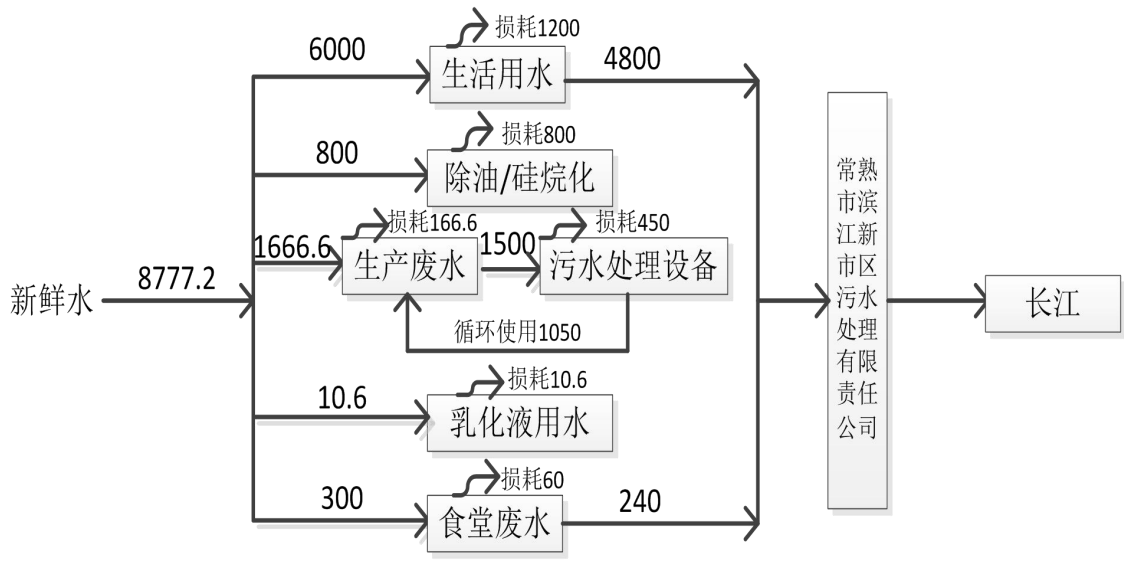 损耗1200
6000
生活用水
4800
损耗800
800
除油/硅烷化
损耗166.6
损耗450
1666.6
生产废水
1500
污水处理设备
新鲜水
8777.2
循环使用1050
损耗10.6
10.6
乳化液用水
损耗60
300
食堂废水
240
常熟
市滨
江新
市区
污水
处理
有限
责任
公司
长江